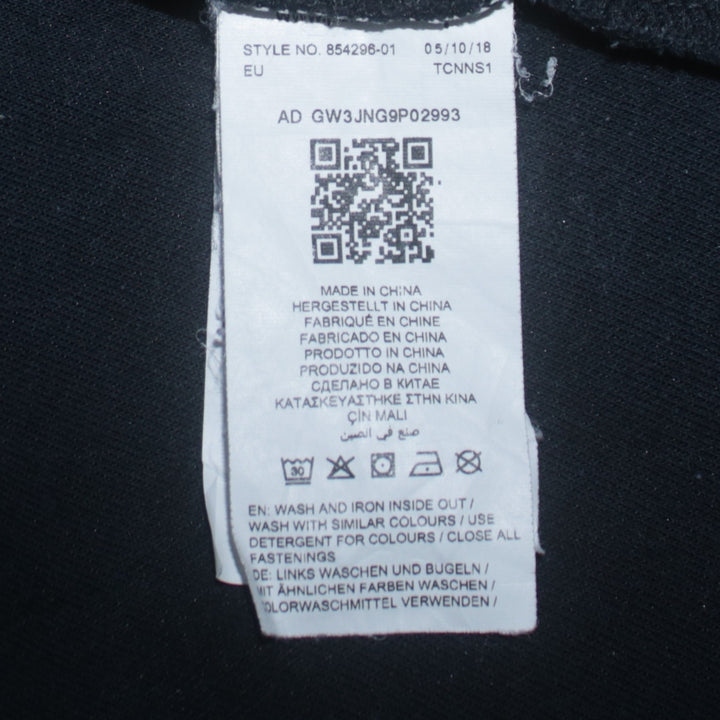 STYLE NO. 854296-01 05/10/18
EU TCNNS1
AD GW3JNG9P02993
MADE IN CHINA
HERGESTELLT IN CHINA
FABRIQUÉ EN CHINE
FABRICADO EN CHINA
PRODOTTO IN CHINA
PRODUZIDO NA CHINA
СДЕЛАНО В КИТАЕ
ΚΑΤΑΣΚΕΥΑΣΤΗΚΕ ΣΤΗΝ ΚΙΝΑ
ÇİN MALI
صنع في الصين
30
EN: WASH AND IRON INSIDE OUT /
WASH WITH SIMILAR COLOURS / USE
DETERGENT FOR COLOURS / CLOSE ALL
FASTENINGS
DE: LINKS WASCHEN UND BUGELN /
MIT ÄHNLICHEN FARBEN WASCHEN /
COLORWASCHMITTEL VERWENDEN /